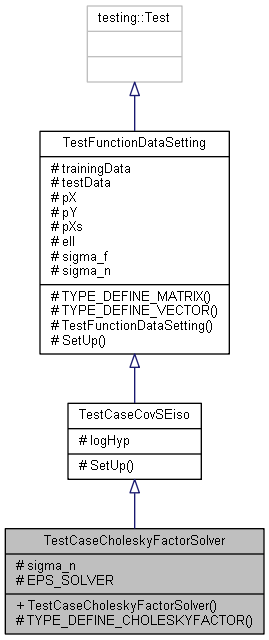 testing::Test
TestFunctionDataSetting
# trainingData
# testData
# pX
# pY
# pXs
# ell
# sigma_f
# sigma_n
# TYPE_DEFINE_MATRIX()
# TYPE_DEFINE_VECTOR()
# TestFunctionDataSetting()
# SetUp()
TestCaseCovSEiso
# logHyp
# SetUp()
TestCaseCholeskyFactorSolver
# sigma_n
# EPS_SOLVER
+ TestCaseCholeskyFactorSolver()
# TYPE_DEFINE_CHOLESKYFACTOR()